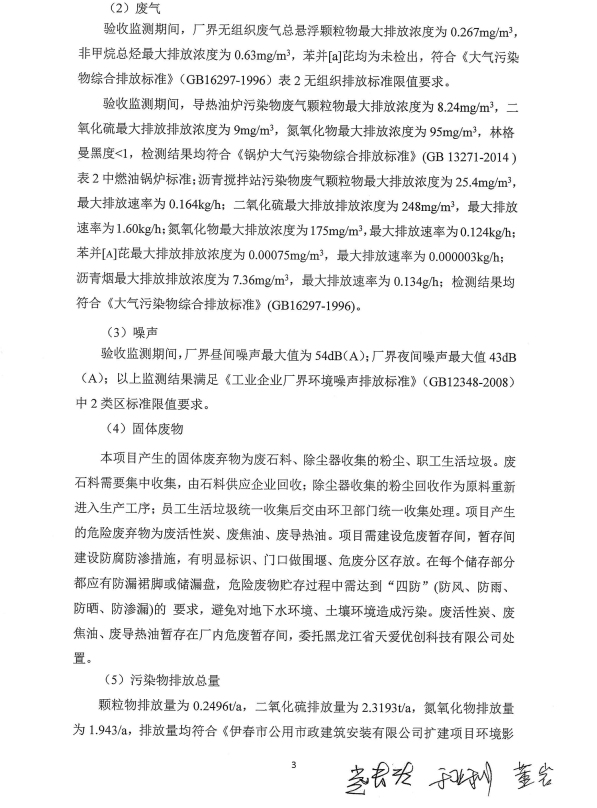 （2）废气
验收监测期间，厂界无组织废气总悬浮颗粒物最大排放浓度为 0.267mg/m³，
非甲烷总烃最大排放浓度为 0.63mg/m³，苯并[a]芘均为未检出，符合《大气污染
物综合排放标准》（GB16297-1996）表 2 无组织排放标准限值要求。
验收监测期间，导热油炉污染物废气颗粒物最大排放浓度为 8.24mg/m³，二
氧化硫最大排放排放浓度为 9mg/m³，氮氧化物最大排放浓度为 95mg/m³，林格
曼黑度<1，检测结果均符合《锅炉大气污染物综合排放标准》(GB 13271-2014 )
表 2 中燃油锅炉标准；沥青搅拌站污染物废气颗粒物最大排放浓度为 25.4mg/m³，
最大排放速率为 0.164kg/h；二氧化硫最大排放排放浓度为 248mg/m³，最大排放
速率为 1.60kg/h；氮氧化物最大排放浓度为 175mg/m³，最大排放速率为 0.124kg/h；
苯并[A]芘最大排放排放浓度为 0.00075mg/m³，最大排放速率为 0.000003kg/h；
沥青烟最大排放排放浓度为 7.36mg/m³，最大排放速率为 0.134g/h；检测结果均
符合《大气污染物综合排放标准》(GB16297-1996)。
（3）噪声
验收监测期间，厂界昼间噪声最大值为 54dB（A）；厂界夜间噪声最大值 43dB
（A）；以上监测结果满足《工业企业厂界环境噪声排放标准》（GB12348-2008）
中 2 类区标准限值要求。
（4）固体废物
本项目产生的固体废弃物为废石料、除尘器收集的粉尘、职工生活垃圾。废
石料需要集中收集，由石料供应企业回收；除尘器收集的粉尘回收作为原料重新
进入生产工序；员工生活垃圾统一收集后交由环卫部门统一收集处理。项目产生
的危险废弃物为废活性炭、废焦油、废导热油。项目需建设危废暂存间，暂存间
建设防腐防渗措施，有明显标识、门口做围堰、危废分区存放。在每个储存部分
都应有防漏裙脚或储漏盘，危险废物贮存过程中需达到“四防”(防风、防雨、
防晒、防渗漏)的 要求，避免对地下水环境、土壤环境造成污染。废活性炭、废
焦油、废导热油暂存在厂内危废暂存间，委托黑龙江省天爱优创科技有限公司处
置。
（5）污染物排放总量
颗粒物排放量为 0.2496t/a，二氧化硫排放量为 2.3193t/a，氮氧化物排放量
为 1.943/a，排放量均符合《伊春市公用市政建筑安装有限公司扩建项目环境影
3
董岩